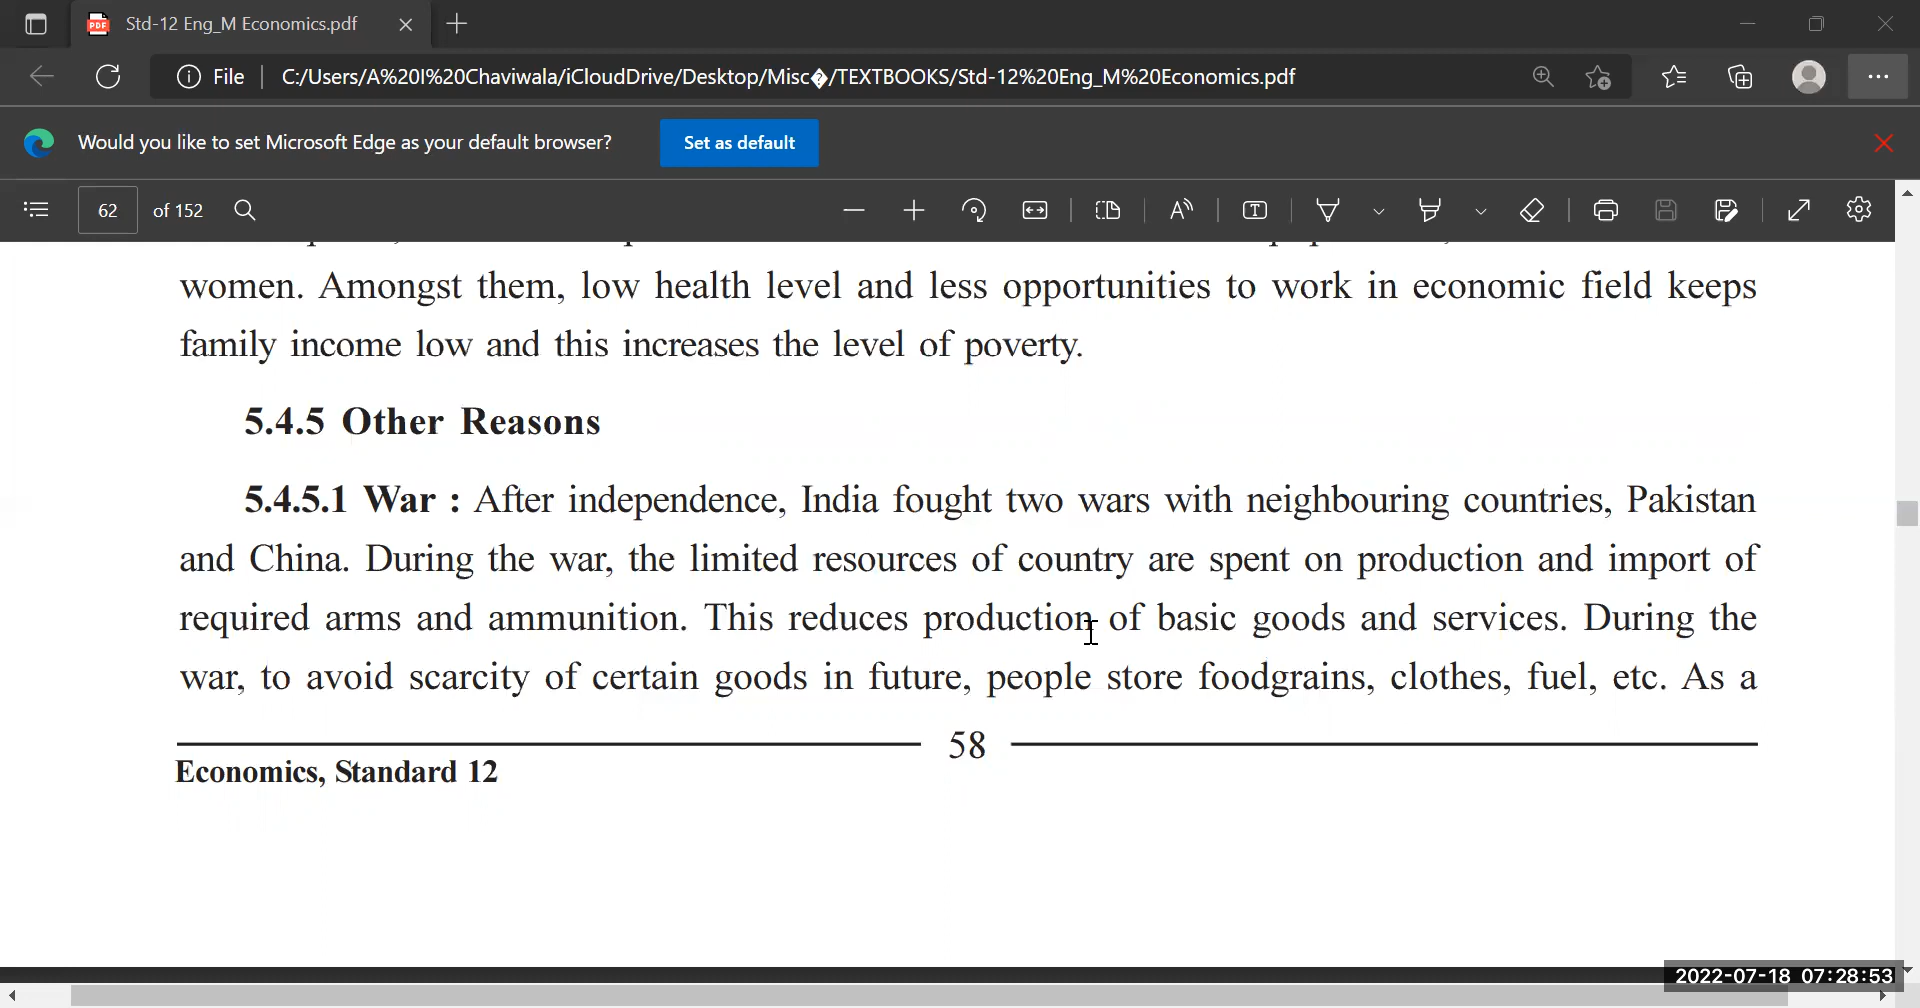 Std-12 Eng_M Economics.pdf
File C:/Users/A%20I%20Chaviwala/iCloudDrive/Desktop/Misc�/TEXTBOOKS/Std-12%20Eng_M%20Economics.pdf
Would you like to set Microsoft Edge as your default browser? Set as default
62 of 152
women. Amongst them, low health level and less opportunities to work in economic field keeps
family income low and this increases the level of poverty.
5.4.5 Other Reasons
5.4.5.1 War : After independence, India fought two wars with neighbouring countries, Pakistan
and China. During the war, the limited resources of country are spent on production and import of
required arms and ammunition. This reduces production of basic goods and services. During the
war, to avoid scarcity of certain goods in future, people store foodgrains, clothes, fuel, etc. As a
58
Economics, Standard 12
2022-07-18 07:28:53